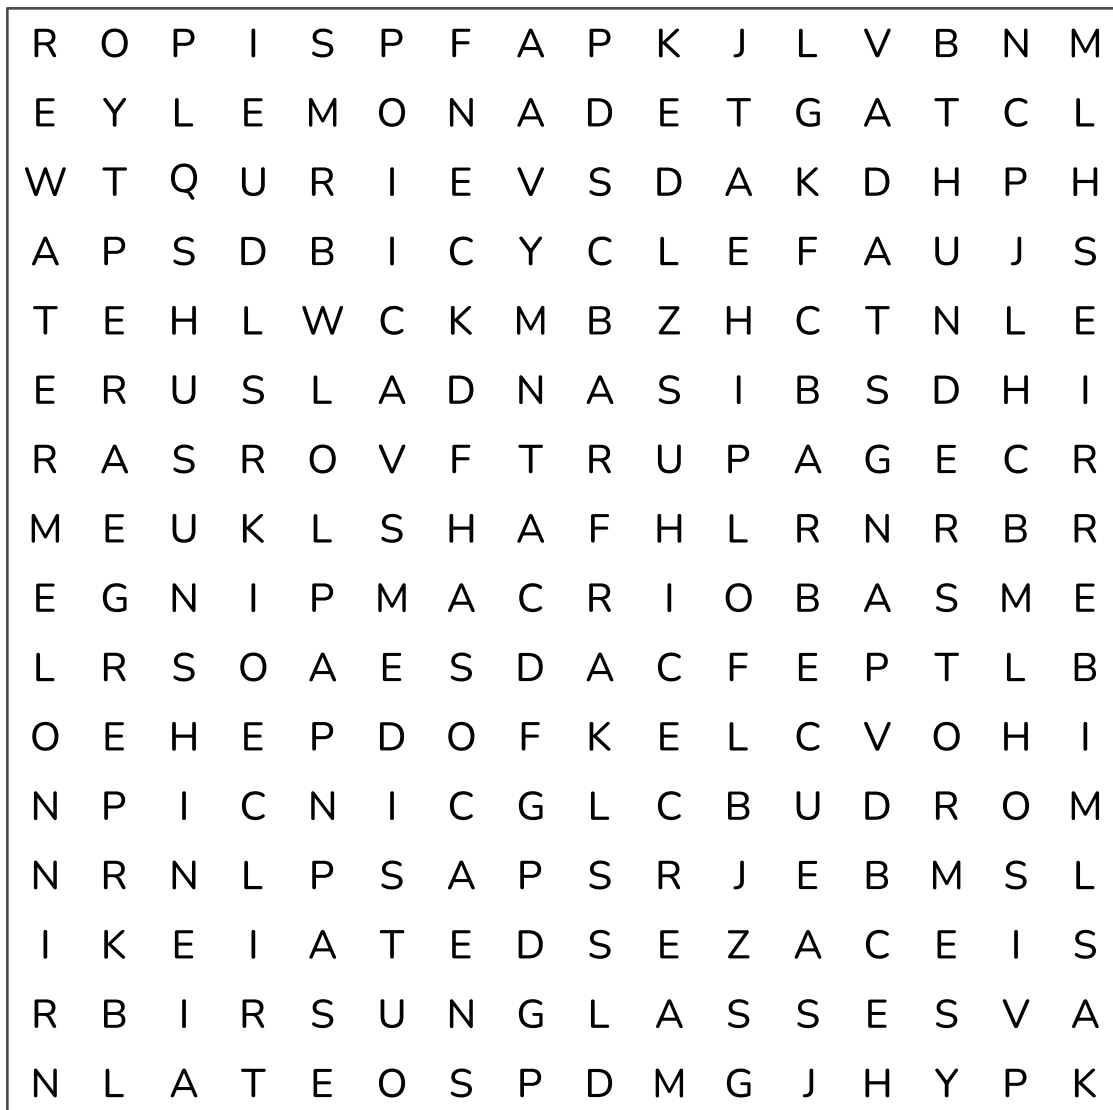 R O P I S P F A P K J L V B N M
E Y L E M O N A D E T G A T C L
W T Q U R I E V S D A K D H P H
A P S D B I C Y C L E F A U J S
T E H L W C K M B Z H C T N L E
E R U S L A D N A S I B S D H I
R A S R O V F T R U P A G E C R
M E U K L S H A F H L R N R B R
E G N I P M A C R I O B A S M E
L R S O A E S D A C F E P T L B
O E H E P D O F K E L C V O H I
N P I C N I C G L C B U D R O M
N R N L P S A P S R J E B M S L
I K E I A T E D S E Z A C E I S
R B I R S U N G L A S S E S V A
N L A T E O S P D M G J H Y P K